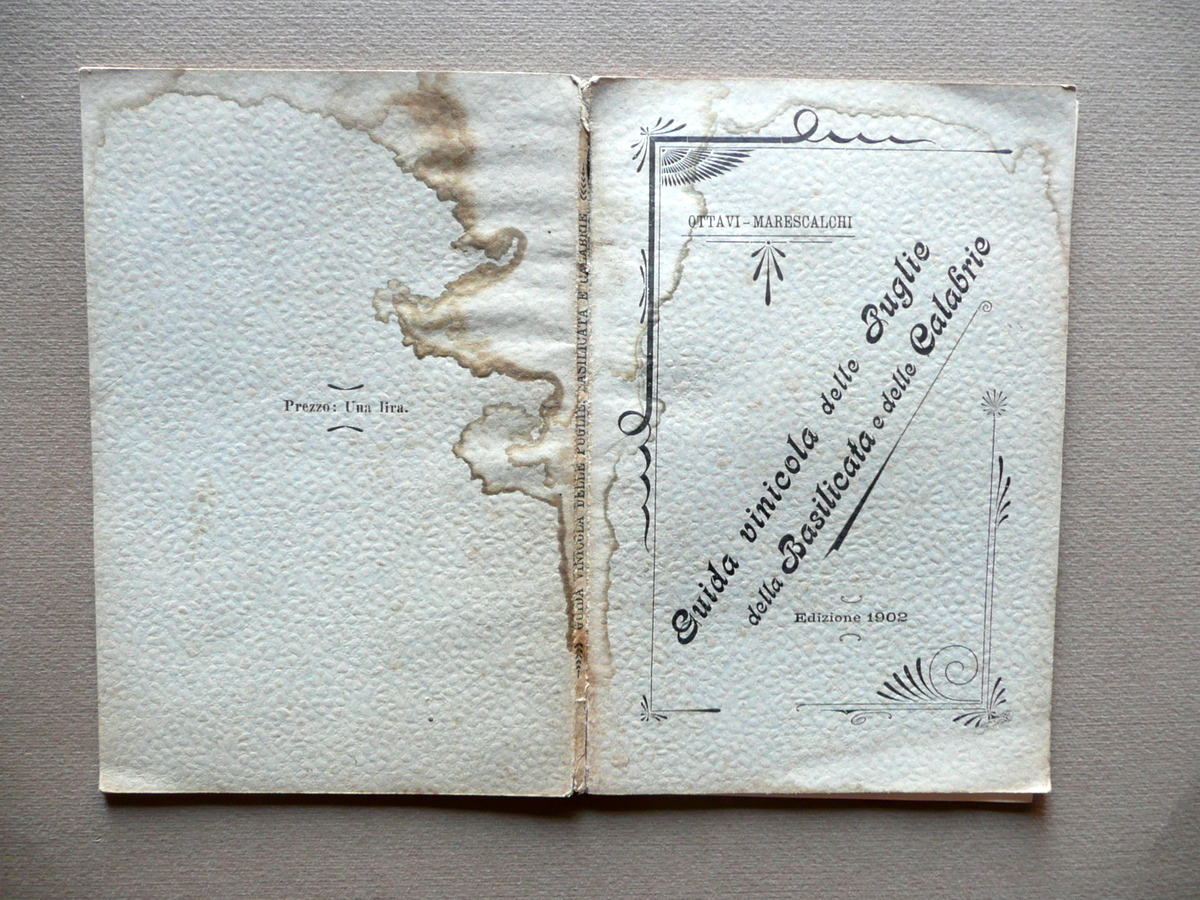 Prezzo: Una lira.
GUIDA VINICOLA DELLE PUGLIE, BASILICATA E CALABRIE
OTTAVI-MARESCALCHI
Guida vinicola delle Puglie
della Basilicata e delle Calabrie
Edizione 1902